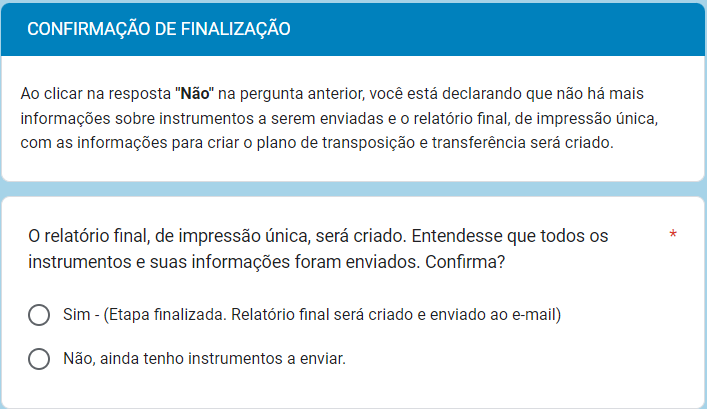 CONFIRMAÇÃO DE FINALIZAÇÃO
Ao clicar na resposta "Não" na pergunta anterior, você está declarando que não há mais
informações sobre instrumentos a serem enviadas e o relatório final, de impressão única,
com as informações para criar o plano de transposição e transferência será criado.
O relatório final, de impressão única, será criado. Entendesse que todos os *
instrumentos e suas informações foram enviados. Confirma?
Sim - (Etapa finalizada. Relatório final será criado e enviado ao e-mail)
Não, ainda tenho instrumentos a enviar.